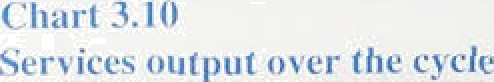 Chart 3.10
Services output over the cycle